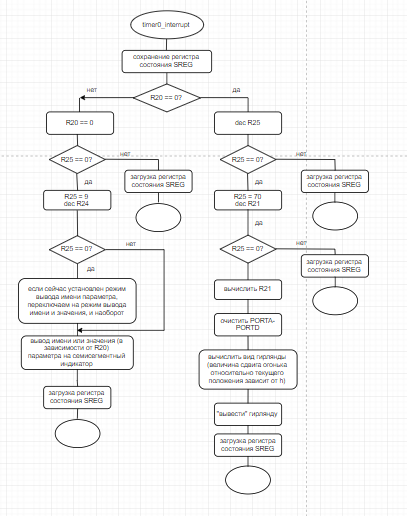 timer0_interrupt
сохранение регистра
состояния SREG
R20 == 0?
нет
да
R20 == 0
R25 == 0?
нет
да
загрузка регистра
состояния SREG
R25 = 9
dec R24
R25 == 0?
нет
да
если сейчас установлен режим
вывода имени параметра,
переключаем на режим вывода
имени и значения, и наоборот
вывод имени или значения (в
зависимости от R20)
параметра на семисегментный
индикатор
загрузка регистра
состояния SREG
dec R25
R25 == 0?
нет
да
загрузка регистра
состояния SREG
R25 = 70
dec R21
да
R25 == 0?
нет
загрузка регистра
состояния SREG
вычислить R21
очистить PORTA-
PORTD
вычислить вид гирлянды
(величина сдвига огонька
относительно текущего
положения зависит от h)
"вывести" гирлянду
загрузка регистра
состояния SREG